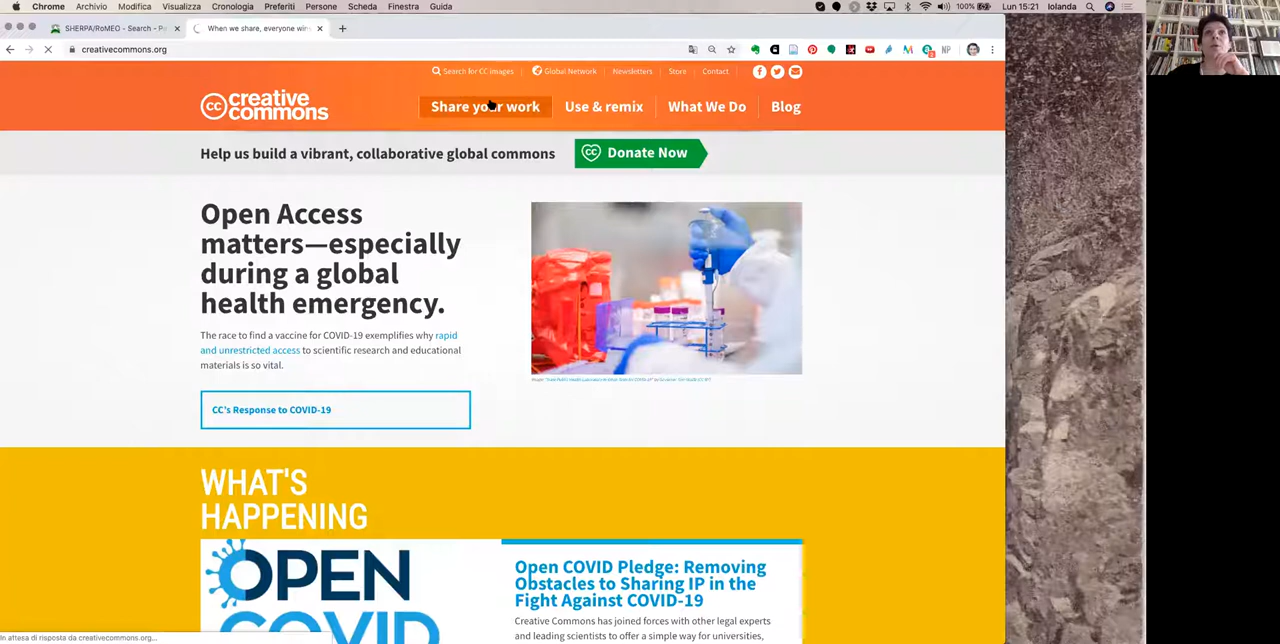 Chrome Archivio Modifica Visualizza Cronologia Preferiti Persone Scheda Finestra Guida 100% Lun 15:21 Iolanda
SHERPA/RoMEO - Search - P When we share, everyone win
creativecommons.org
Search for CC images Global Network Newsletters Store Contact
cc creative commons
Share your work Use & remix What We Do Blog
Help us build a vibrant, collaborative global commons Donate Now
Open Access
matters—especially
during a global
health emergency.
The race to find a vaccine for COVID-19 exemplifies why rapid
and unrestricted access to scientific research and educational
materials is so vital.
CC's Response to COVID-19
WHAT'S
HAPPENING
OPEN
COVID
Open COVID Pledge: Removing
Obstacles to Sharing IP in the
Fight Against COVID-19
Creative Commons has joined forces with other legal experts
and leading scientists to offer a simple way for universities,
In attesa di risposta da creativecommons.org...